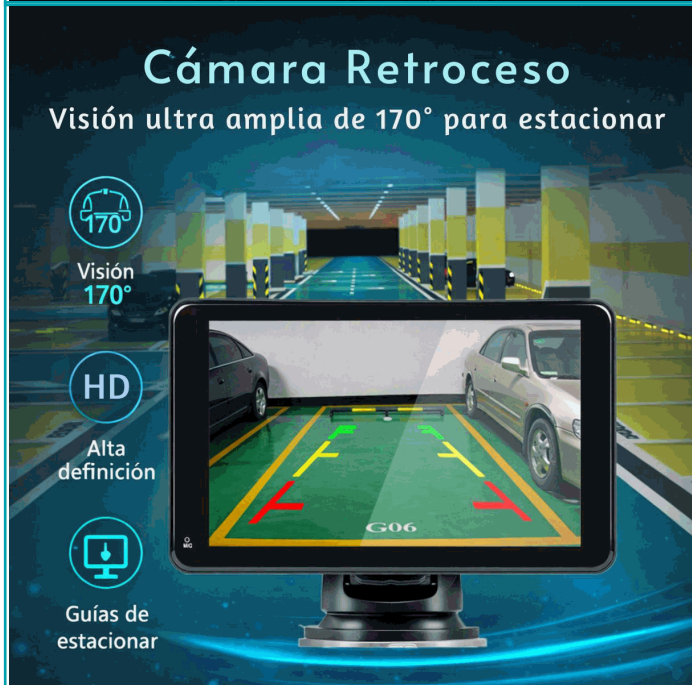 Cámara Retroceso
Visión ultra amplia de 170° para estacionar
170°
Visión
170°
HD
Alta
definición
G06
MIC
Guías de
estacionar